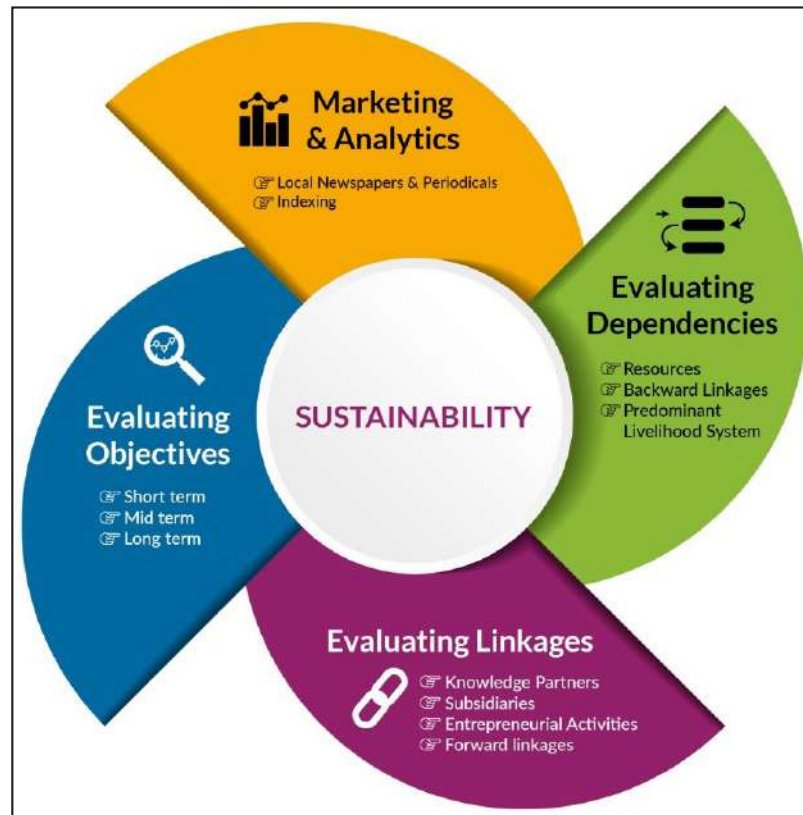 Marketing
& Analytics
Local Newspapers & Periodicals
Indexing
Evaluating
Dependencies
Resources
Backward Linkages
Predominant
Livelihood System
SUSTAINABILITY
Evaluating
Objectives
Short term
Mid term
Long term
Evaluating Linkages
Knowledge Partners
Subsidiaries
Entrepreneurial Activities
Forward linkages